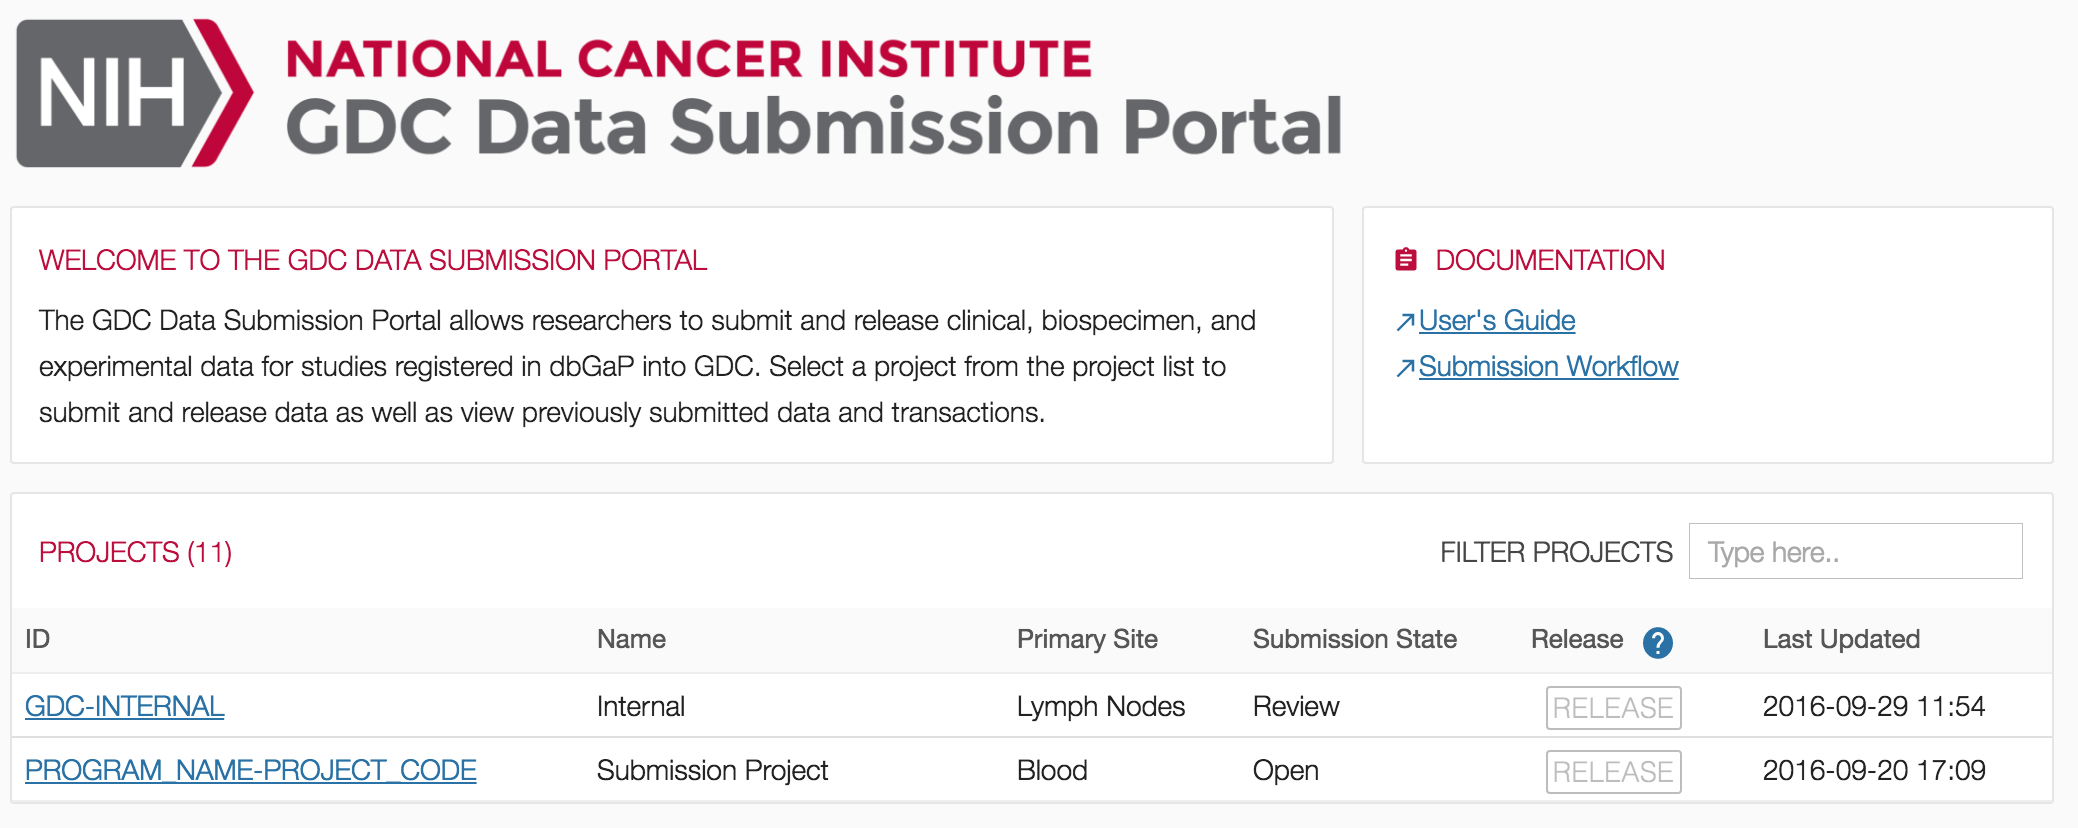 NIH
NATIONAL CANCER INSTITUTE
GDC Data Submission Portal
WELCOME TO THE GDC DATA SUBMISSION PORTAL
The GDC Data Submission Portal allows researchers to submit and release clinical, biospecimen, and
experimental data for studies registered in dbGaP into GDC. Select a project from the project list to
submit and release data as well as view previously submitted data and transactions.
DOCUMENTATION
User's Guide
Submission Workflow
PROJECTS (11)
FILTER PROJECTS Type here..
ID Name Primary Site Submission State Release ? Last Updated
GDC-INTERNAL Internal Lymph Nodes Review RELEASE 2016-09-29 11:54
PROGRAM_NAME-PROJECT_CODE Submission Project Blood Open RELEASE 2016-09-20 17:09